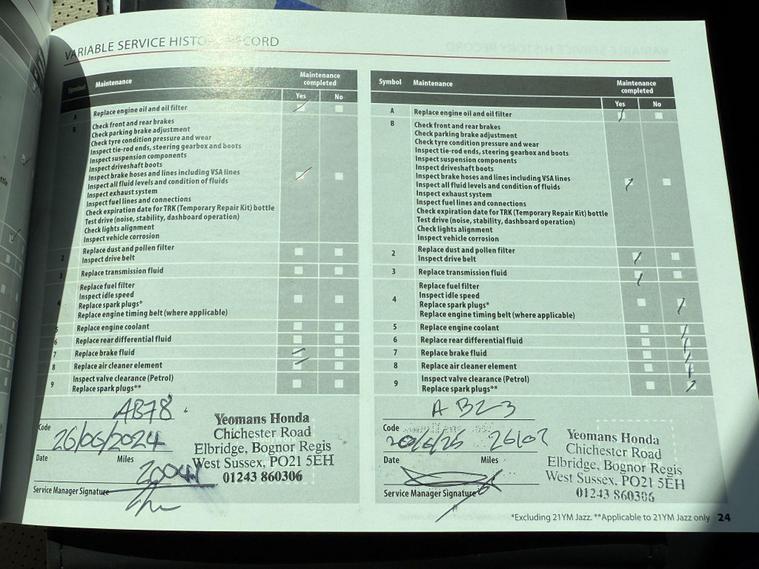 VARIABLE SERVICE HISTORY RECORD
Symbol Maintenance Maintenance completed
Yes No
A Replace engine oil and oil filter
B Check front and rear brakes
Check parking brake adjustment
Check tyre condition pressure and wear
Inspect tie-rod ends, steering gearbox and boots
Inspect suspension components
Inspect driveshaft boots
Inspect brake hoses and lines including VSA lines
Inspect all fluid levels and condition of fluids
Inspect exhaust system
Inspect fuel lines and connections
Check expiration date for TRK (Temporary Repair Kit) bottle
Test drive (noise, stability, dashboard operation)
Check lights alignment
Inspect vehicle corrosion
2 Replace dust and pollen filter
Inspect drive belt
3 Replace transmission fluid
4 Replace fuel filter
Inspect idle speed
Replace spark plugs*
Replace engine timing belt (where applicable)
5 Replace engine coolant
6 Replace rear differential fluid
7 Replace brake fluid
8 Replace air cleaner element
9 Inspect valve clearance (Petrol)
Replace spark plugs**
AB78
Code
26/06/2024
Date Miles
Service Manager Signature
Yeomans Honda
Chichester Road
Elbridge, Bognor Regis
West Sussex, PO21 5EH
01243 860306
Symbol Maintenance Maintenance completed
Yes No
A Replace engine oil and oil filter
B Check front and rear brakes
Check parking brake adjustment
Check tyre condition pressure and wear
Inspect tie-rod ends, steering gearbox and boots
Inspect suspension components
Inspect driveshaft boots
Inspect brake hoses and lines including VSA lines
Inspect all fluid levels and condition of fluids
Inspect exhaust system
Inspect fuel lines and connections
Check expiration date for TRK (Temporary Repair Kit) bottle
Test drive (noise, stability, dashboard operation)
Check lights alignment
Inspect vehicle corrosion
2 Replace dust and pollen filter
Inspect drive belt
3 Replace transmission fluid
4 Replace fuel filter
Inspect idle speed
Replace spark plugs*
Replace engine timing belt (where applicable)
5 Replace engine coolant
6 Replace rear differential fluid
7 Replace brake fluid
8 Replace air cleaner element
9 Inspect valve clearance (Petrol)
Replace spark plugs**
AB23
Code
Date Miles
Service Manager Signature
Yeomans Honda
Chichester Road
Elbridge, Bognor Regis
West Sussex, PO21 5EH
01243 860306
*Excluding 21YM Jazz. **Applicable to 21YM Jazz only 24